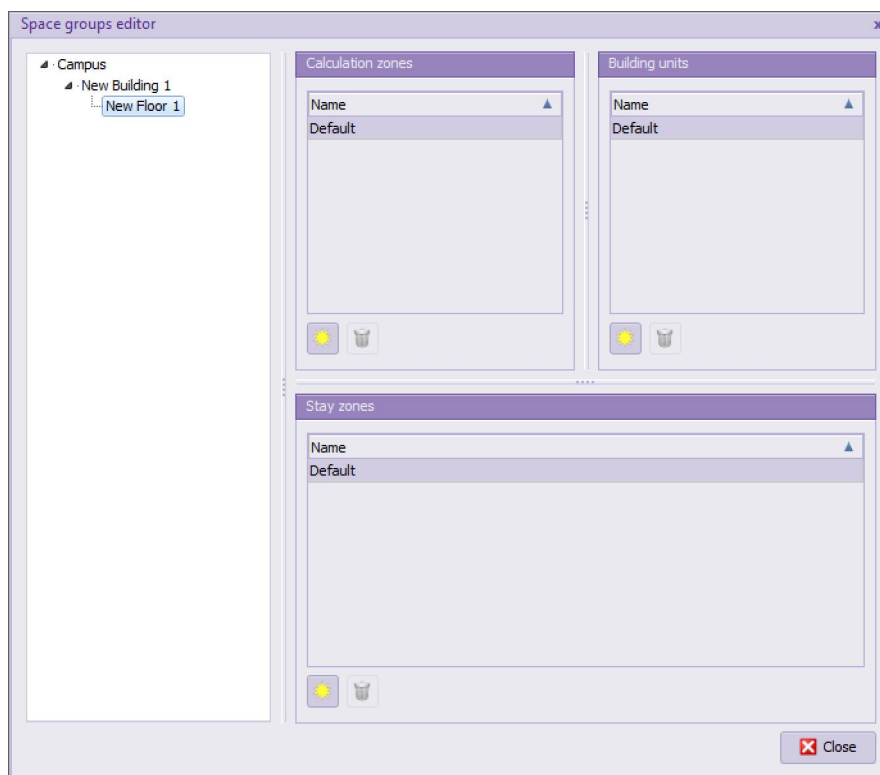 Space groups editor
x
Campus
New Building 1
New Floor 1
Calculation zones
Name
Default
Building units
Name
Default
Stay zones
Name
Default
Close